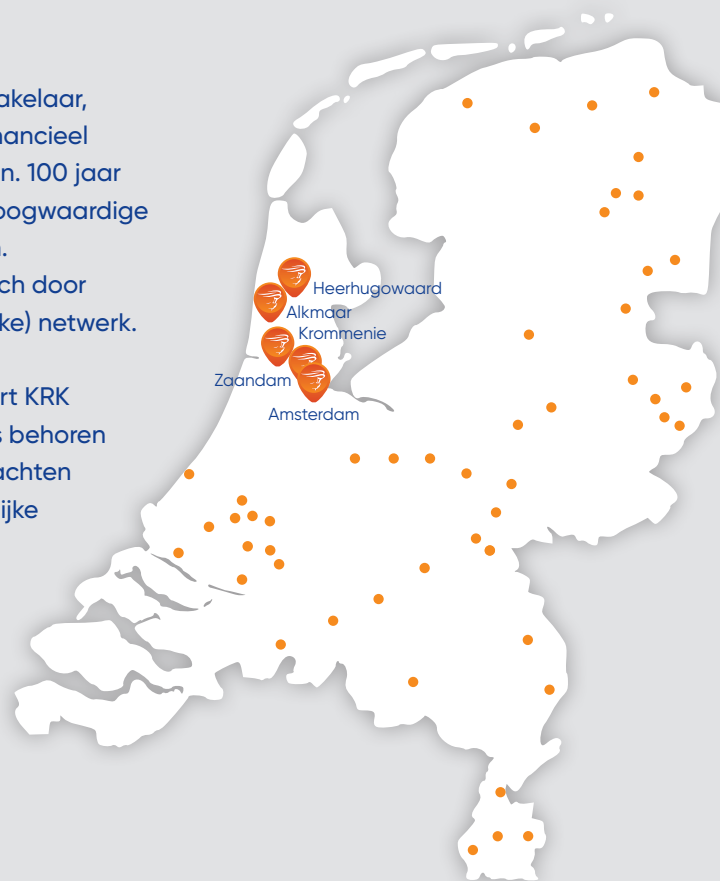 akelaar,
nancieel
n. 100 jaar
oogwaardige
n.
ch door
ke) netwerk.
rt KRK
s behoren
achten
ijke
Heerhugowaard
Alkmaar
Krommenie
Zaandam
Amsterdam